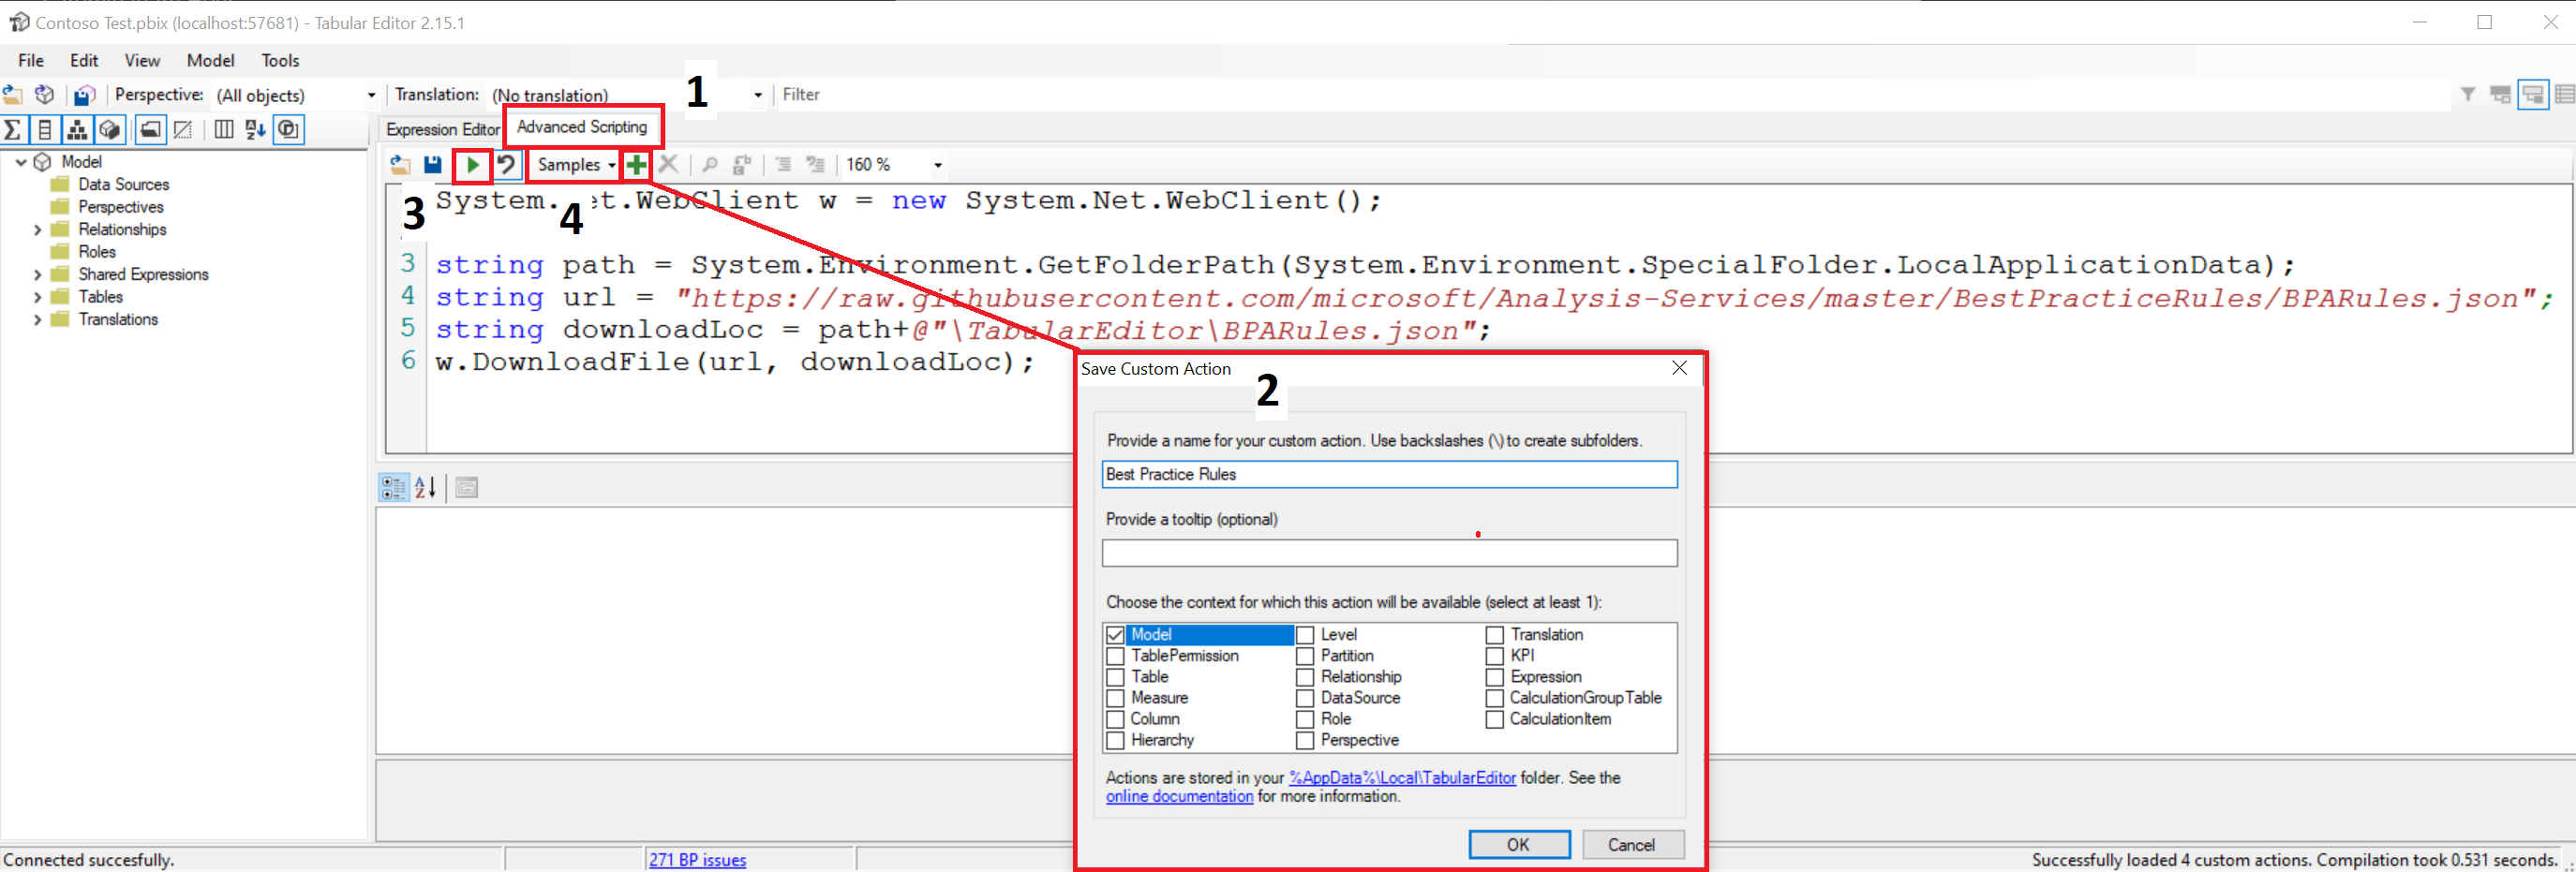 Contoso Test.pbix (localhost:57681) - Tabular Editor 2.15.1
File Edit View Model Tools
Perspective: (All objects) Translation: (No translation) Filter
1
Expression Editor Advanced Scripting
Samples 160 %
Model
Data Sources
Perspectives
Relationships
Roles
Shared Expressions
Tables
Translations
3
4
System. et.WebClient w = new System.Net.WebClient();
3 string path = System.Environment.GetFolderPath(System.Environment.SpecialFolder.LocalApplicationData);
4 string url = "https://raw.githubusercontent.com/microsoft/Analysis-Services/master/BestPracticeRules/BPARules.json";
5 string downloadLoc = path+@"\TabularEditor\BPARules.json";
6 w.DownloadFile(url, downloadLoc);
Save Custom Action
2
Provide a name for your custom action. Use backslashes (\) to create subfolders.
Best Practice Rules
Provide a tooltip (optional)
Choose the context for which this action will be available (select at least 1):
Model Level Translation
TablePermission Partition KPI
Table Relationship Expression
Measure DataSource CalculationGroupTable
Column Role CalculationItem
Hierarchy Perspective
Actions are stored in your %AppData%\Local\TabularEditor folder. See the
online documentation for more information.
OK Cancel
Connected succesfully. 271 BP issues Successfully loaded 4 custom actions. Compilation took 0.531 seconds.